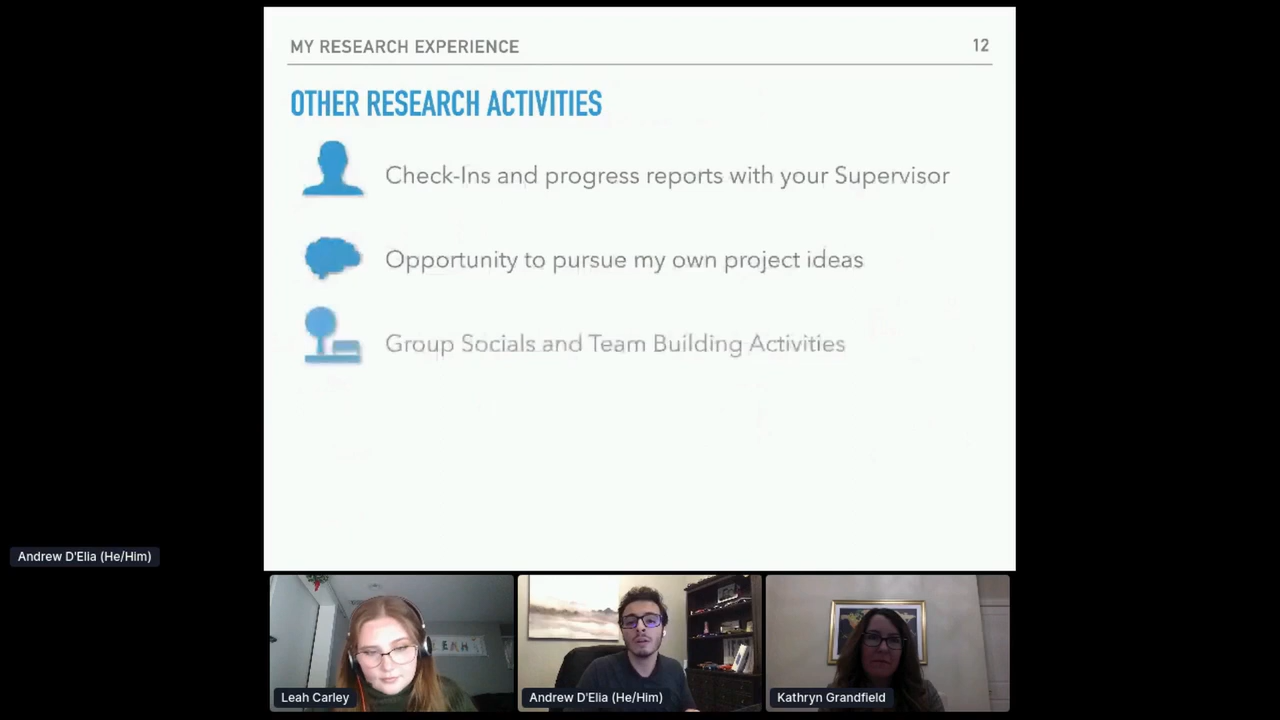 MY RESEARCH EXPERIENCE 12
OTHER RESEARCH ACTIVITIES
Check-Ins and progress reports with your Supervisor
Opportunity to pursue my own project ideas
Group Socials and Team Building Activities
Andrew D'Elia (He/Him)
LEAH
Leah Carley
Andrew D'Elia (He/Him)
Kathryn Grandfield